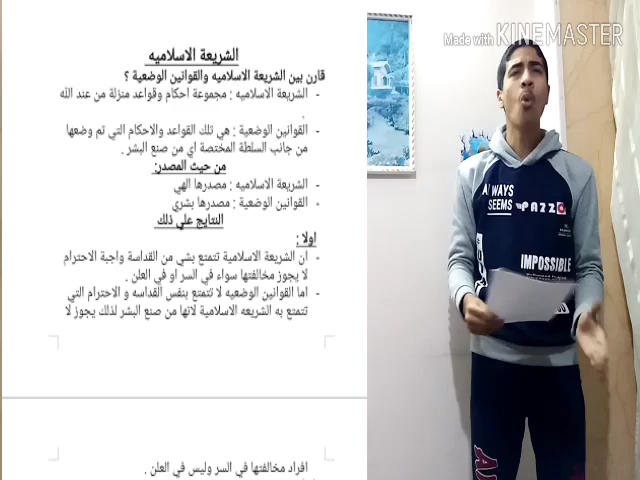 الشريعة الاسلاميه
قارن بين الشريعة الاسلاميه والقوانين الوضعية ؟
- الشريعة الاسلاميه : مجموعة احكام وقواعد منزلة من عند الله
.
- القوانين الوضعية : هي تلك القواعد والاحكام التي تم وضعها
من جانب السلطة المختصة اي من صنع البشر .
من حيث المصدر:
- الشريعة الاسلاميه : مصدرها الهي
- القوانين الوضعية : مصدرها بشري
النتايج علي ذلك
اولا :
- ان الشريعة الاسلامية تتمتع بشي من القداسة واجبة الاحترام
لا يجوز مخالفتها سواء في السر او في العلن .
- اما القوانين الوضعيه لا تتمتع بنفس القداسه و الاحترام التي
تتمتع به الشريعه الاسلامية لانها من صنع البشر لذلك يجوز لا
افراد مخالفتها في السر وليس في العلن .
Made with KINEMASTER
ALWAYS
SEEMS
PAZZO
IMPOSSIBLE